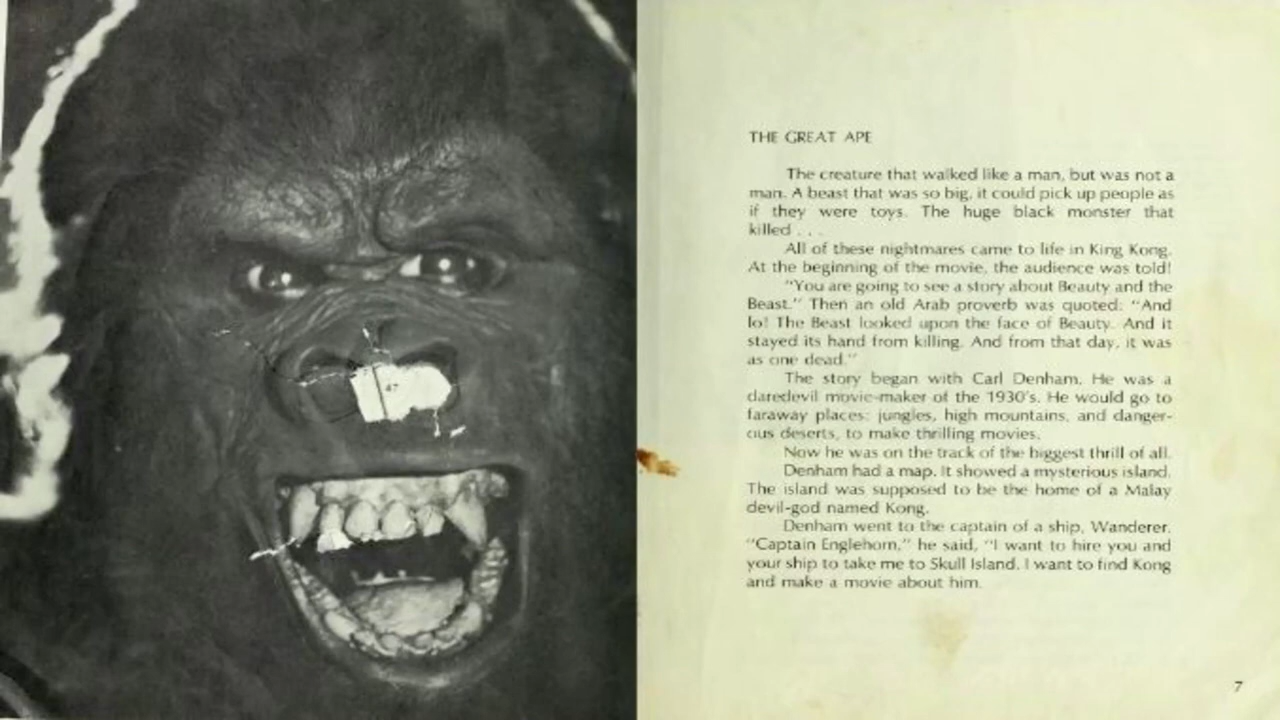 THE GREAT APE
The creature that walked like a man, but was not a
man. A beast that was so big, it could pick up people as
if they were toys. The huge black monster that
killed . . .
All of these nightmares came to life in King Kong.
At the beginning of the movie, the audience was told!
"You are going to see a story about Beauty and the
Beast." Then an old Arab proverb was quoted: "And
lo! The Beast looked upon the face of Beauty. And it
stayed its hand from killing. And from that day, it was
as one dead."
The story began with Carl Denham. He was a
daredevil movie-maker of the 1930's. He would go to
faraway places: jungles, high mountains, and danger-
ous deserts, to make thrilling movies.
Now he was on the track of the biggest thrill of all.
Denham had a map. It showed a mysterious island.
The island was supposed to be the home of a Malay
devil-god named Kong.
Denham went to the captain of a ship, Wanderer.
"Captain Englehorn," he said, "I want to hire you and
your ship to take me to Skull Island. I want to find Kong
and make a movie about him.
7